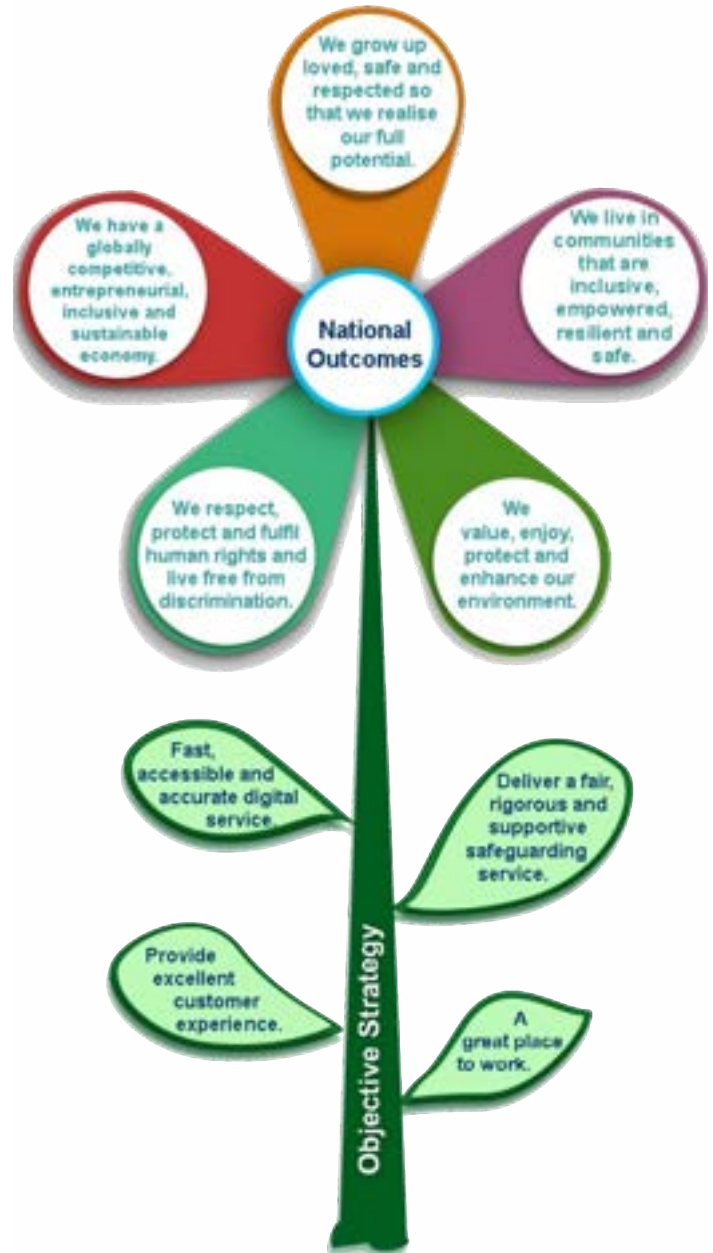 We grow up
loved, safe and
respected so
that we realise
our full
potential.
We have a
globally
competitive,
entrepreneurial,
inclusive and
sustainable
economy.
We live in
communities
that are
inclusive,
empowered,
resilient and
safe.
National
Outcomes
We respect,
protect and fulfil
human rights and
live free from
discrimination.
We
value, enjoy,
protect and
enhance our
environment.
Fast,
accessible and
accurate digital
service.
Deliver a fair,
rigorous and
supportive
safeguarding
service.
Provide
excellent
customer
experience.
A
great place
to work.
Objective Strategy